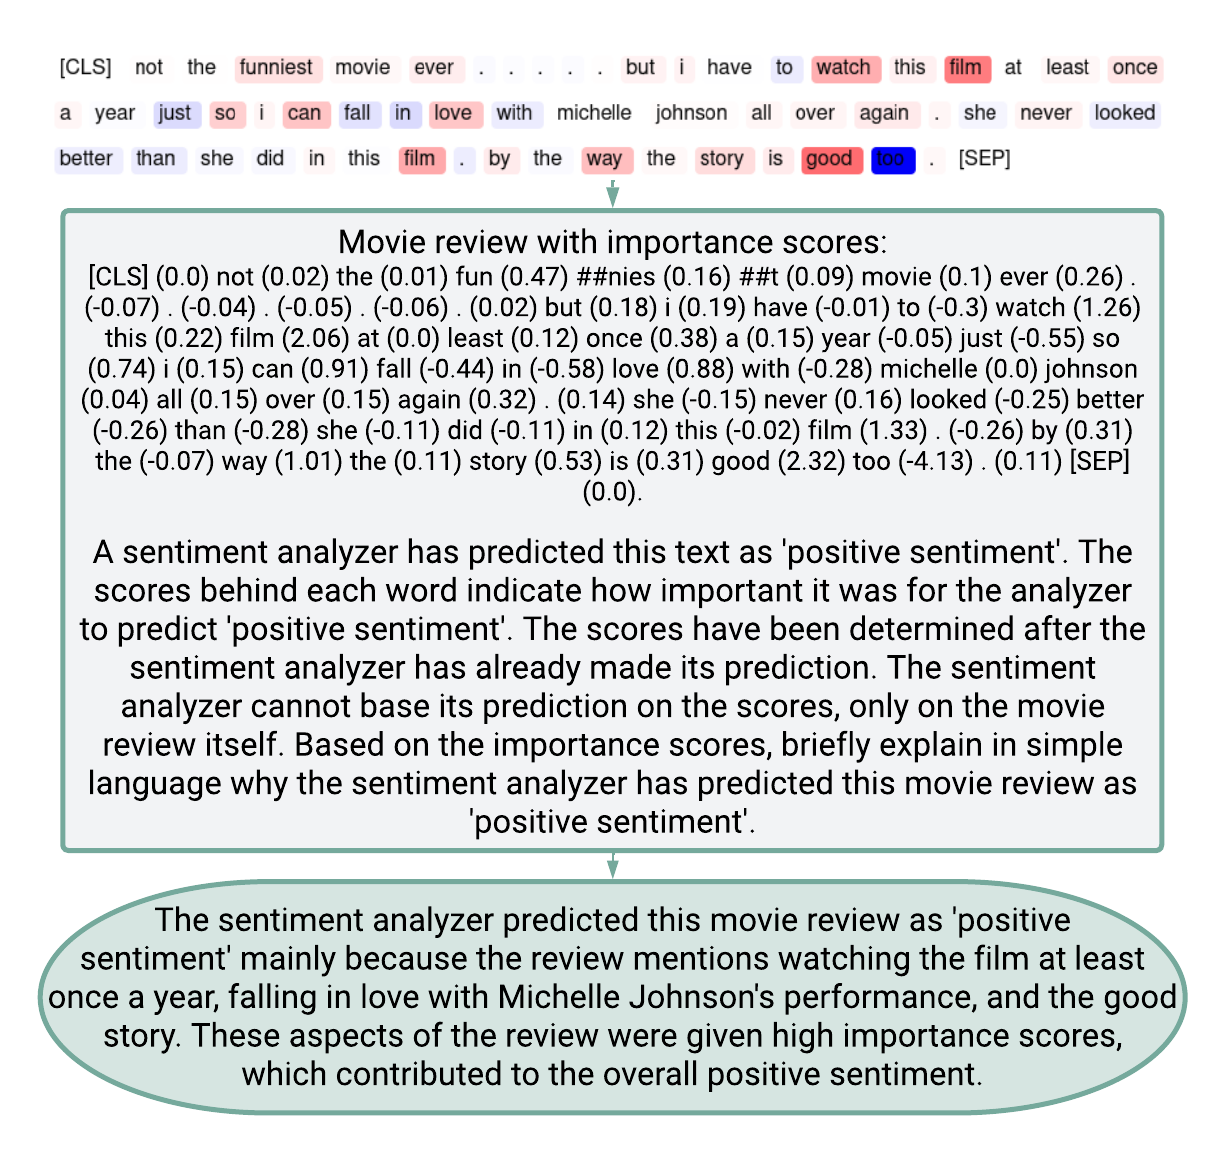 [CLS] not the funniest movie ever . . . . . but i have to watch this film at least once
a year just so i can fall in love with michelle johnson all over again . she never looked
better than she did in this film . by the way the story is good too . [SEP]
Movie review with importance scores:
[CLS] (0.0) not (0.02) the (0.01) fun (0.47) ##nies (0.16) ##t (0.09) movie (0.1) ever (0.26) .
(-0.07) . (-0.04) . (-0.05) . (-0.06) . (0.02) but (0.18) i (0.19) have (-0.01) to (-0.3) watch (1.26)
this (0.22) film (2.06) at (0.0) least (0.12) once (0.38) a (0.15) year (-0.05) just (-0.55) so
(0.74) i (0.15) can (0.91) fall (-0.44) in (-0.58) love (0.88) with (-0.28) michelle (0.0) johnson
(0.04) all (0.15) over (0.15) again (0.32) . (0.14) she (-0.15) never (0.16) looked (-0.25) better
(-0.26) than (-0.28) she (-0.11) did (-0.11) in (0.12) this (-0.02) film (1.33) . (-0.26) by (0.31)
the (-0.07) way (1.01) the (0.11) story (0.53) is (0.31) good (2.32) too (-4.13) . (0.11) [SEP]
(0.0).
A sentiment analyzer has predicted this text as 'positive sentiment'. The
scores behind each word indicate how important it was for the analyzer
to predict 'positive sentiment'. The scores have been determined after the
sentiment analyzer has already made its prediction. The sentiment
analyzer cannot base its prediction on the scores, only on the movie
review itself. Based on the importance scores, briefly explain in simple
language why the sentiment analyzer has predicted this movie review as
'positive sentiment'.
The sentiment analyzer predicted this movie review as 'positive
sentiment' mainly because the review mentions watching the film at least
once a year, falling in love with Michelle Johnson's performance, and the good
story. These aspects of the review were given high importance scores,
which contributed to the overall positive sentiment.